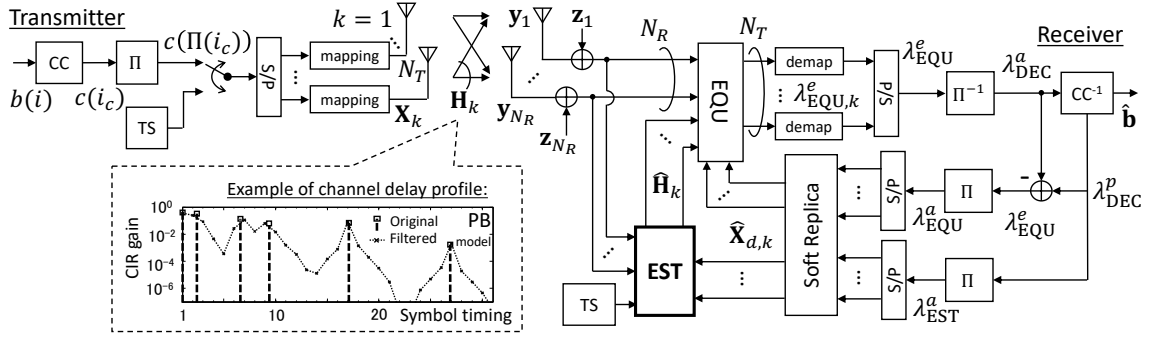 Transmitter
b(i)
CC
c(i_c)
Π
c(Π(i_c))
TS
S/P
mapping
mapping
⋮
k = 1
⋱
N_T
X_k
H_k
y_1
z_1
y_{N_R}
z_{N_R}
N_R
EQU
N_T
demap
⋮ λ^e_{EQU,k}
demap
P/S
λ^e_{EQU}
Π^{-1}
λ^a_{DEC}
Receiver
CC^{-1}
b̂
-
λ^p_{DEC}
λ^e_{EQU}
Π
S/P
λ^a_{EQU}
Π
S/P
λ^a_{EST}
Soft Replica
X̂_{d,k}
Ĥ_k
EST
TS
Example of channel delay profile:
CIR gain
10^0
10^{-2}
10^{-4}
10^{-6}
PB
Original
Filtered
model
1
10
20
Symbol timing